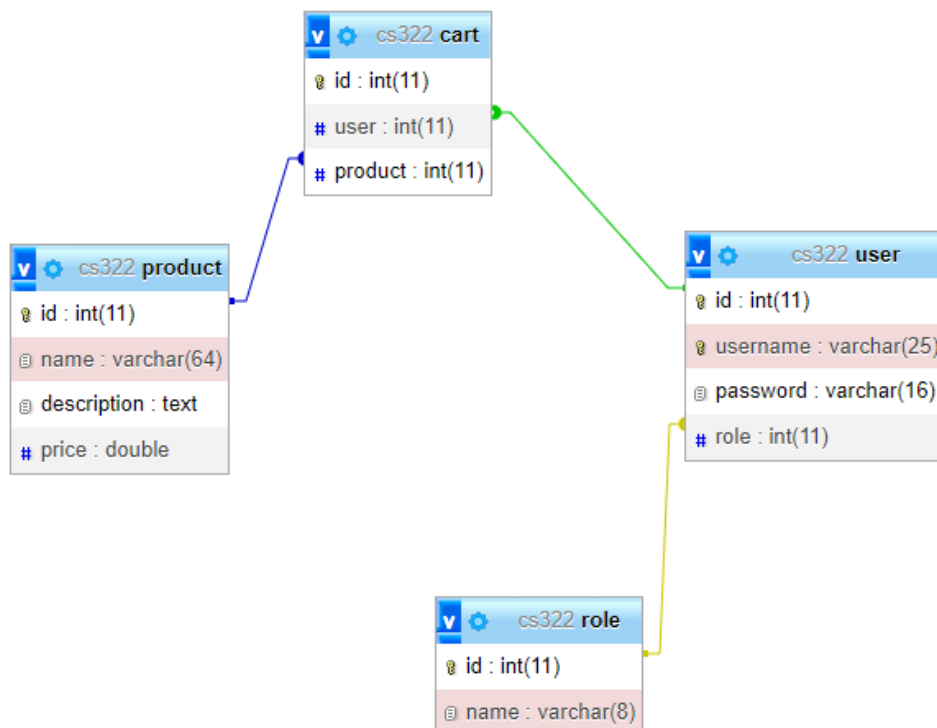 cs322 cart
id : int(11)
user : int(11)
product : int(11)
cs322 product
id : int(11)
name : varchar(64)
description : text
price : double
cs322 user
id : int(11)
username : varchar(25)
password : varchar(16)
role : int(11)
cs322 role
id : int(11)
name : varchar(8)